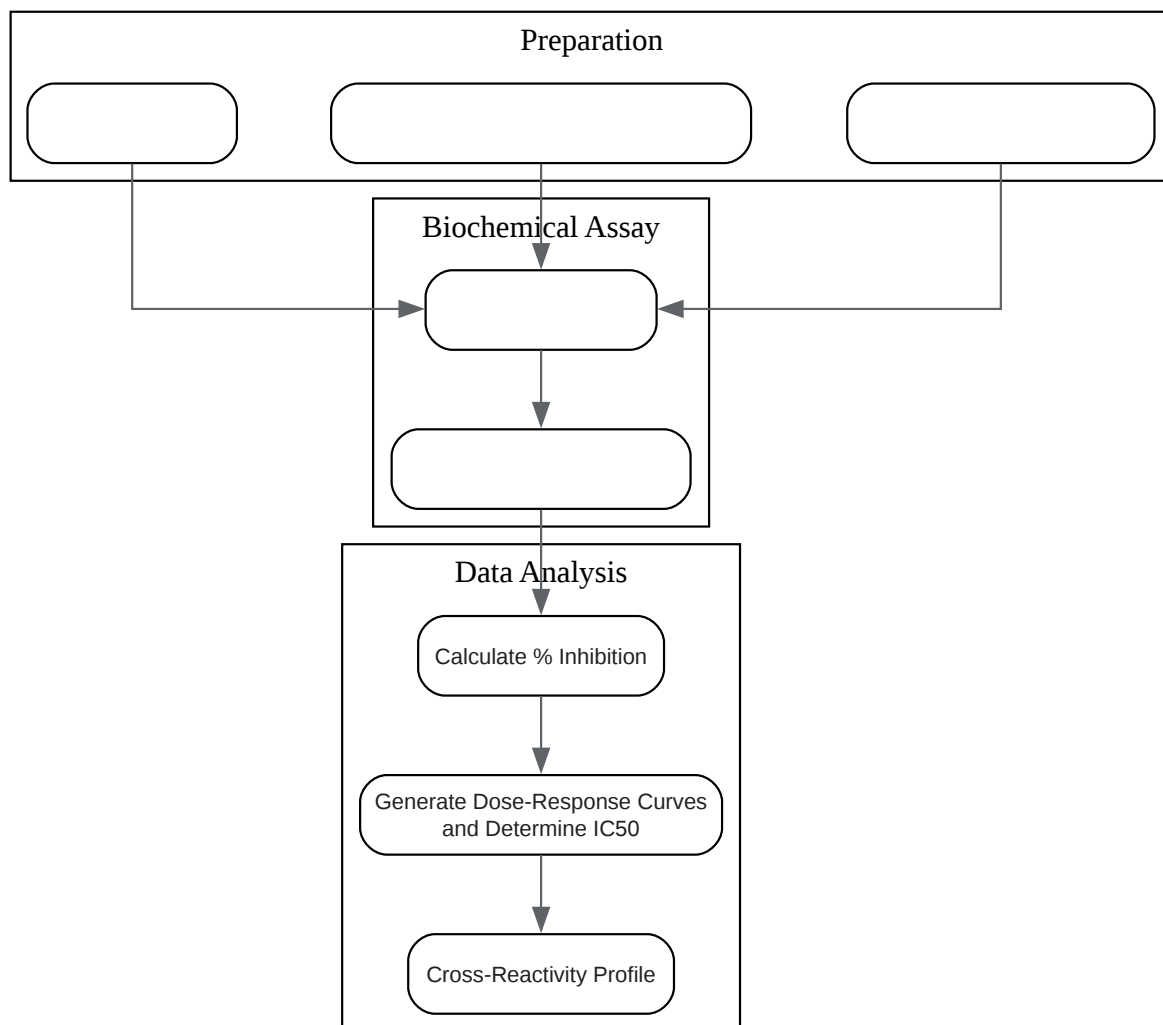 Preparation
Biochemical Assay
Data Analysis
Calculate % Inhibition
Generate Dose-Response Curves
and Determine IC50
Cross-Reactivity Profile